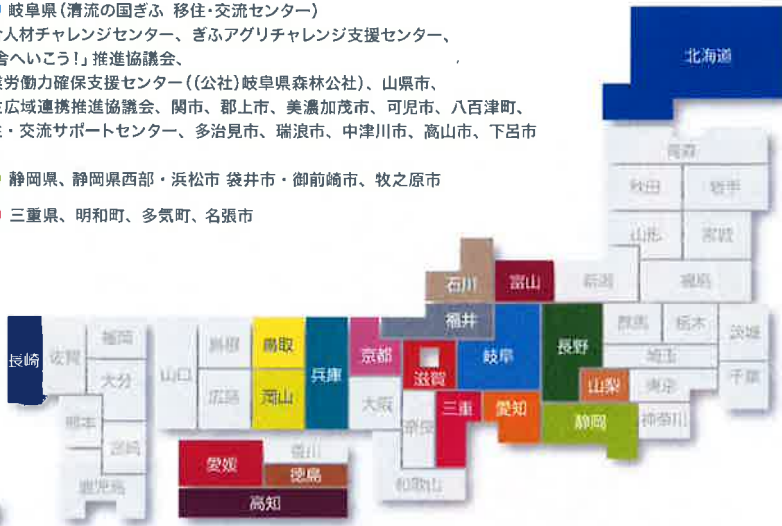 岐阜県(清流の国ぎふ 移住・交流センター)
人材チャレンジセンター、ぎふアグリチャレンジ支援センター、
舎へいこう!」推進協議会、
労働力確保支援センター((公社)岐阜県森林公社)、山県市、
広域連携推進協議会、関市、郡上市、美濃加茂市、可児市、八百津町、
・交流サポートセンター、多治見市、瑞浪市、中津川市、高山市、下呂市
静岡県、静岡県西部・浜松市 袋井市・御前崎市、牧之原市
三重県、明和町、多気町、名張市
北海道
青森
秋田 岩手
山形 宮城
石川 富山 新潟 福島
福井 岐阜 長野 群馬 栃木 茨城
埼玉
長崎 佐賀 福岡 山口 島根 鳥取 兵庫 京都 滋賀 山梨 東京 千葉
大分 広島 岡山 大阪 奈良 三重 愛知 静岡 神奈川
熊本 宮崎 香川
愛媛 徳島 和歌山
鹿児島 高知